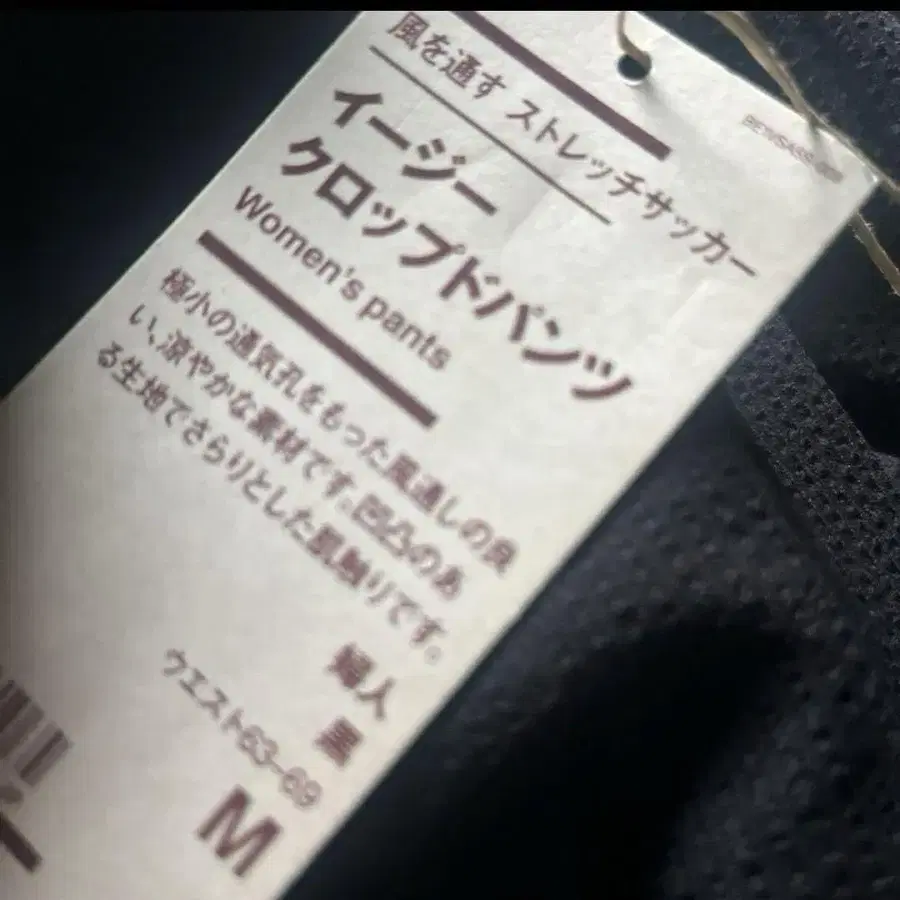 風を通す ストレッチサッカー
イージー
クロップドパンツ
Women's pants
極小の通気孔をもった風通しの良
い、涼やかな素材です。凹凸のあ
る生地でさらりとした肌触りです。
婦人
黒
ウエスト63-69
M